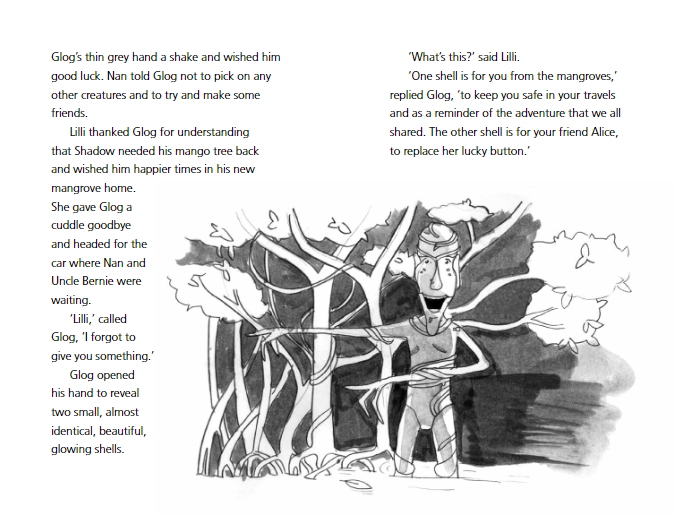 Glog’s thin grey hand a shake and wished him
good luck. Nan told Glog not to pick on any
other creatures and to try and make some
friends.
Lilli thanked Glog for understanding
that Shadow needed his mango tree back
and wished him happier times in his new
mangrove home.
She gave Glog a
cuddle goodbye
and headed for the
car where Nan and
Uncle Bernie were
waiting.
‘Lilli,’ called
Glog, ‘I forgot to
give you something.’
Glog opened
his hand to reveal
two small, almost
identical, beautiful,
glowing shells.
‘What’s this?’ said Lilli.
‘One shell is for you from the mangroves,’
replied Glog, ‘to keep you safe in your travels
and as a reminder of the adventure that we all
shared. The other shell is for your friend Alice,
to replace her lucky button.’